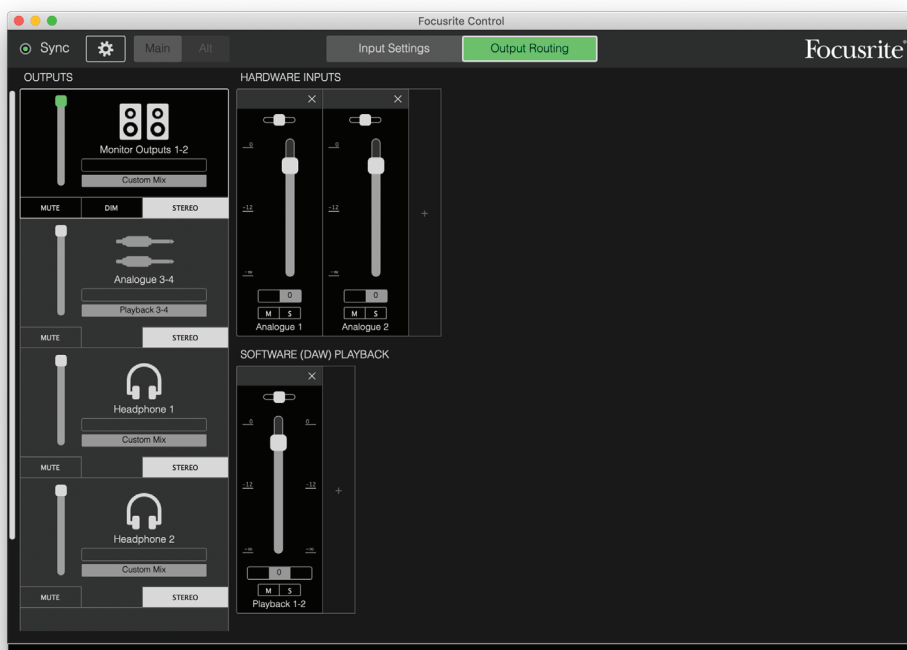 Focusrite Control
Sync Main Alt Input Settings Output Routing Focusrite®
OUTPUTS
Monitor Outputs 1-2
Custom Mix
MUTE DIM STEREO
Analogue 3-4
Playback 3-4
MUTE STEREO
Headphone 1
Custom Mix
MUTE STEREO
Headphone 2
Custom Mix
MUTE STEREO
HARDWARE INPUTS
× ×
0 0
-12 -12
-∞ -∞
0 0
M S M S
Analogue 1 Analogue 2
+
SOFTWARE (DAW) PLAYBACK
×
0 0
-12 -12
-∞ -∞
0
M S
Playback 1-2
+